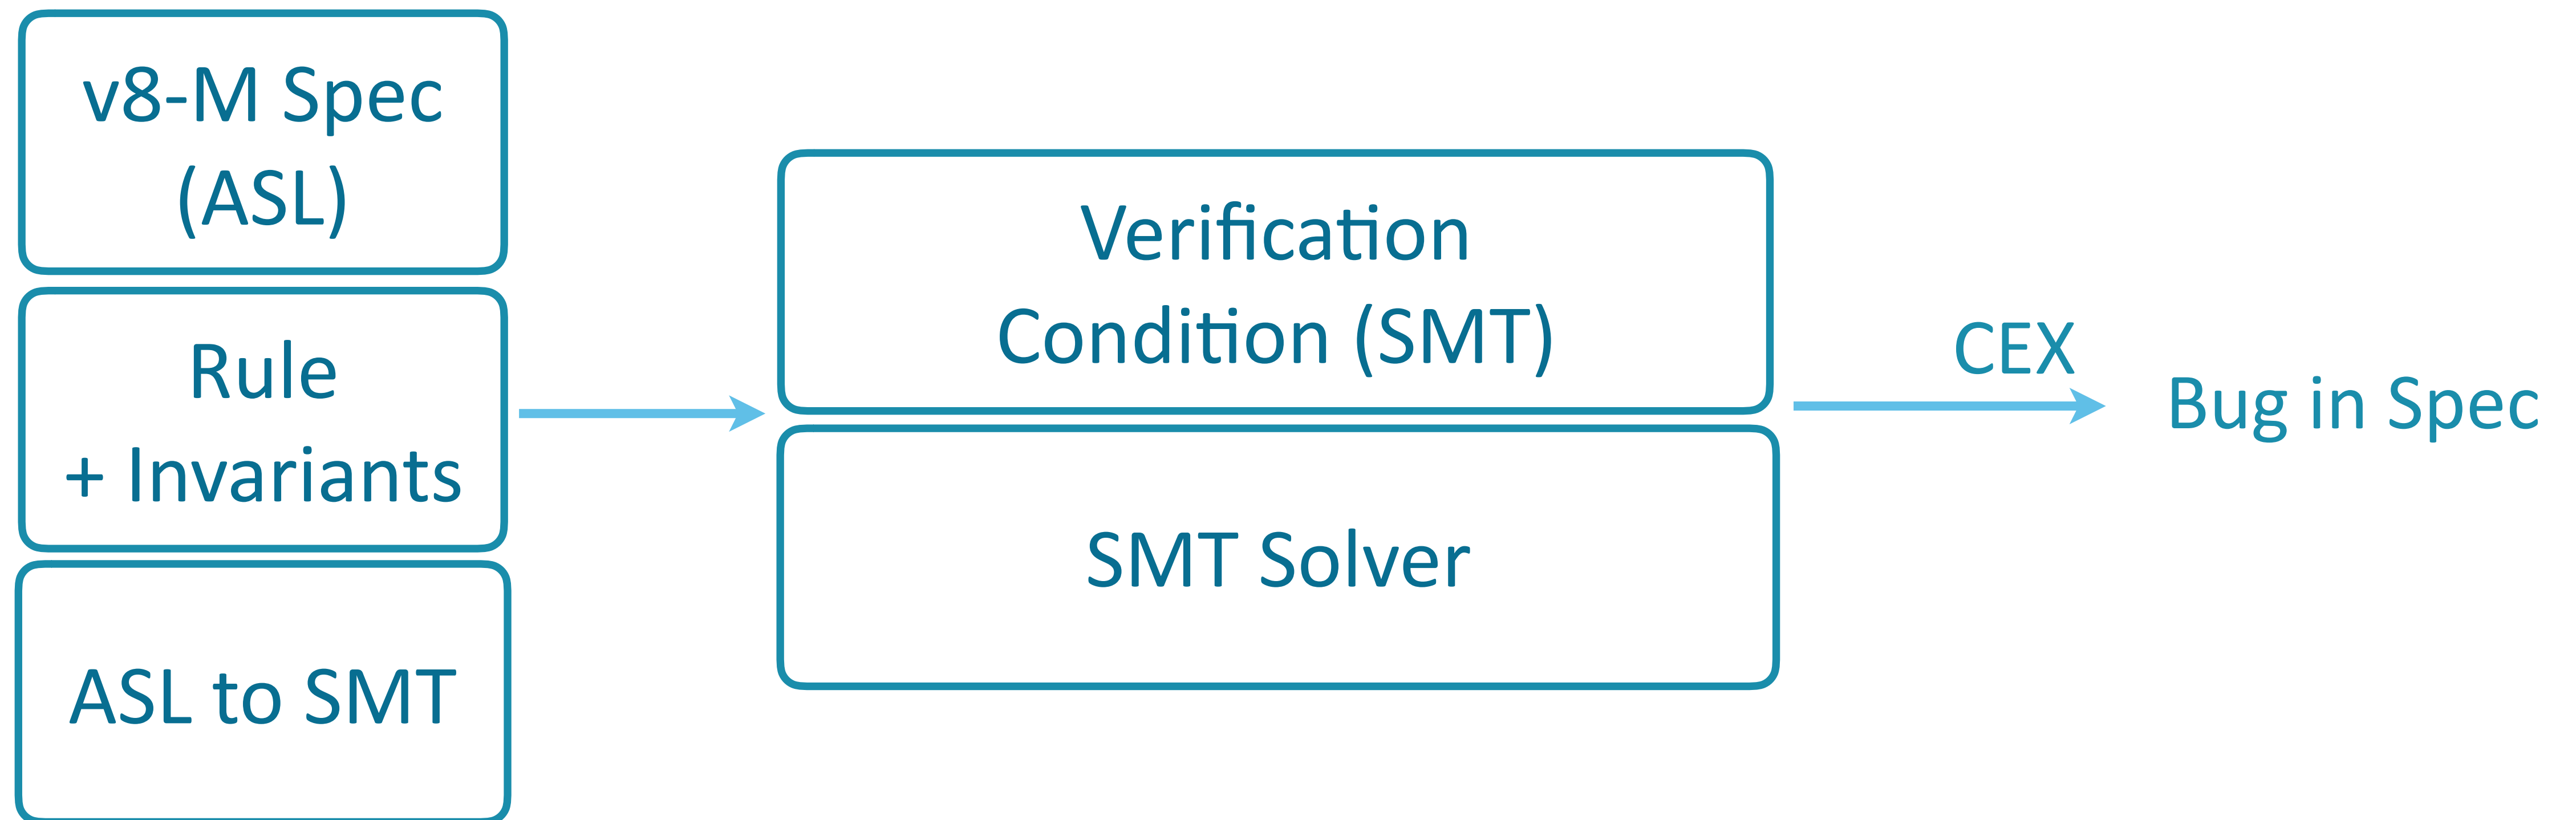 v8-M Spec
(ASL)
Rule
+ Invariants
ASL to SMT
Verification
Condition (SMT)
SMT Solver
CEX
Bug in Spec